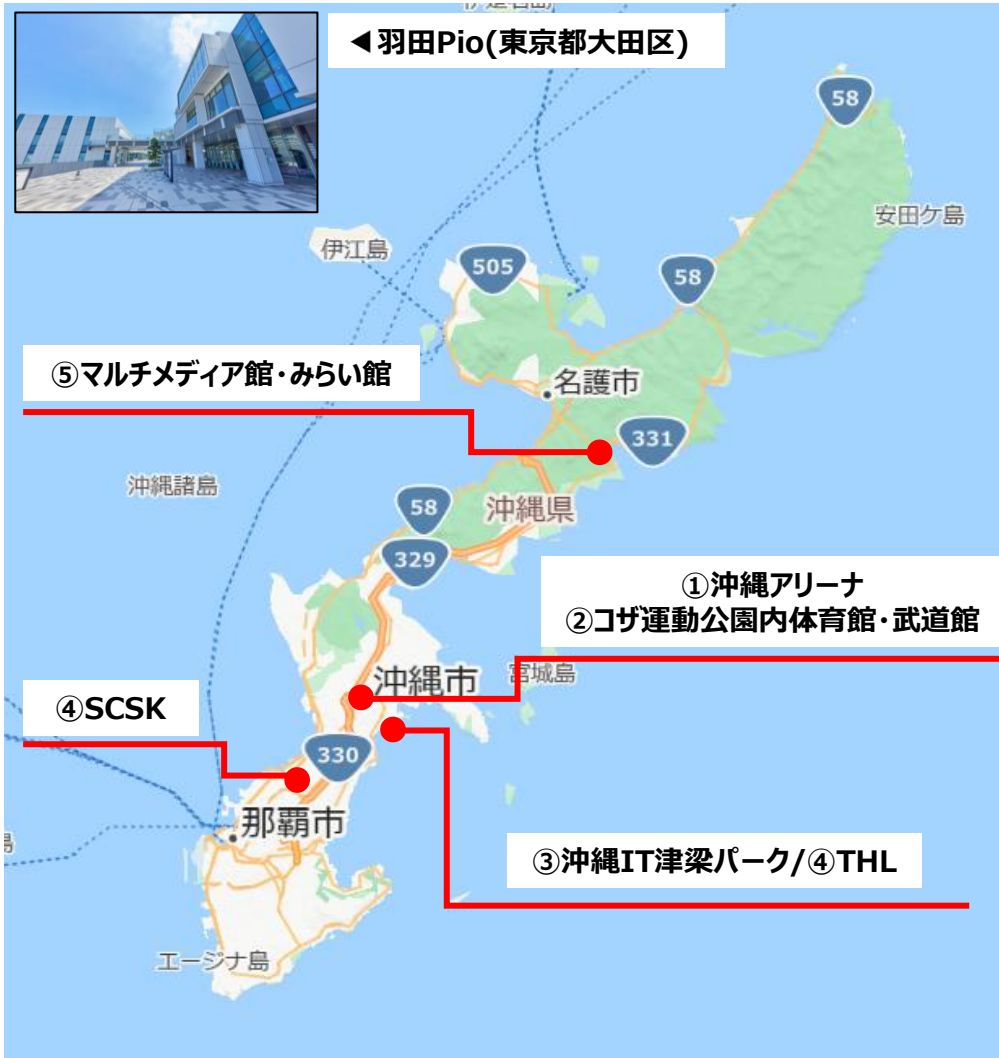 ◀羽田Pio(東京都大田区)
58
安田ケ島
伊江島
505
58
⑤マルチメディア館・みらい館
名護市
331
沖縄諸島
58
沖縄県
329
①沖縄アリーナ
②コザ運動公園内体育館・武道館
沖縄市
宮城島
④SCSK
330
那覇市
③沖縄IT津梁パーク/④THL
エージナ島